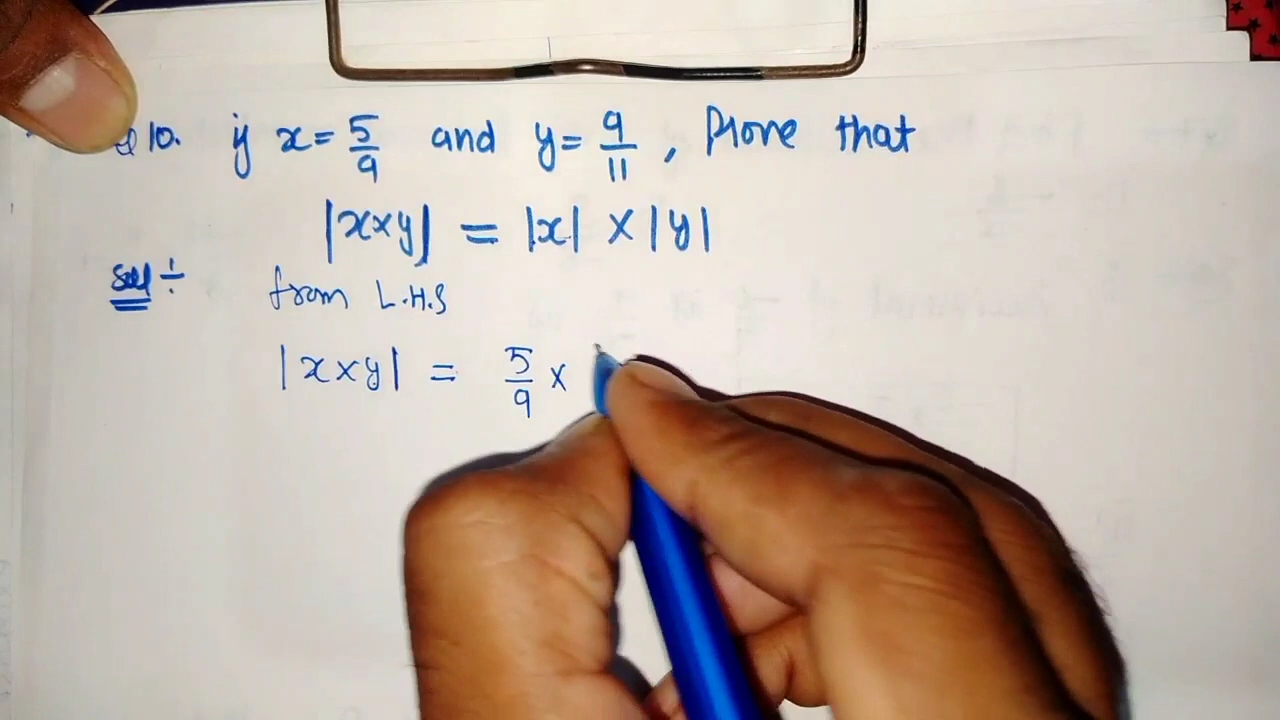 Q10. if x = 5/9 and y = 9/11, Prove that
|x×y| = |x| × |y|
Sol ÷
from L.H.S
|x×y| = 5/9 ×